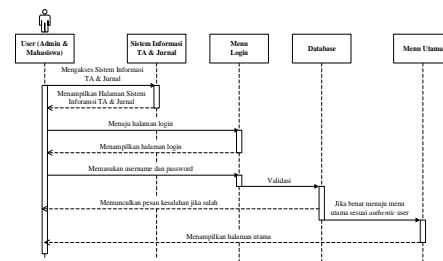 User (Admin &
Mahasiswa)
Sistem Informasi
TA & Jurnal
Menu
Login
Database
Menu Utama
Mengakses Sistem Informasi
TA & Jurnal
Menampilkan Halaman Sistem
Inforamsi TA & Jurnal
Menuju halaman login
Menampilkan halaman login
Memasukan username dan password
Validasi
Memunculkan pesan kesalahan jika salah
Jika benar menuju menu
utama sesuai authentic user
Menampilkan halaman utama